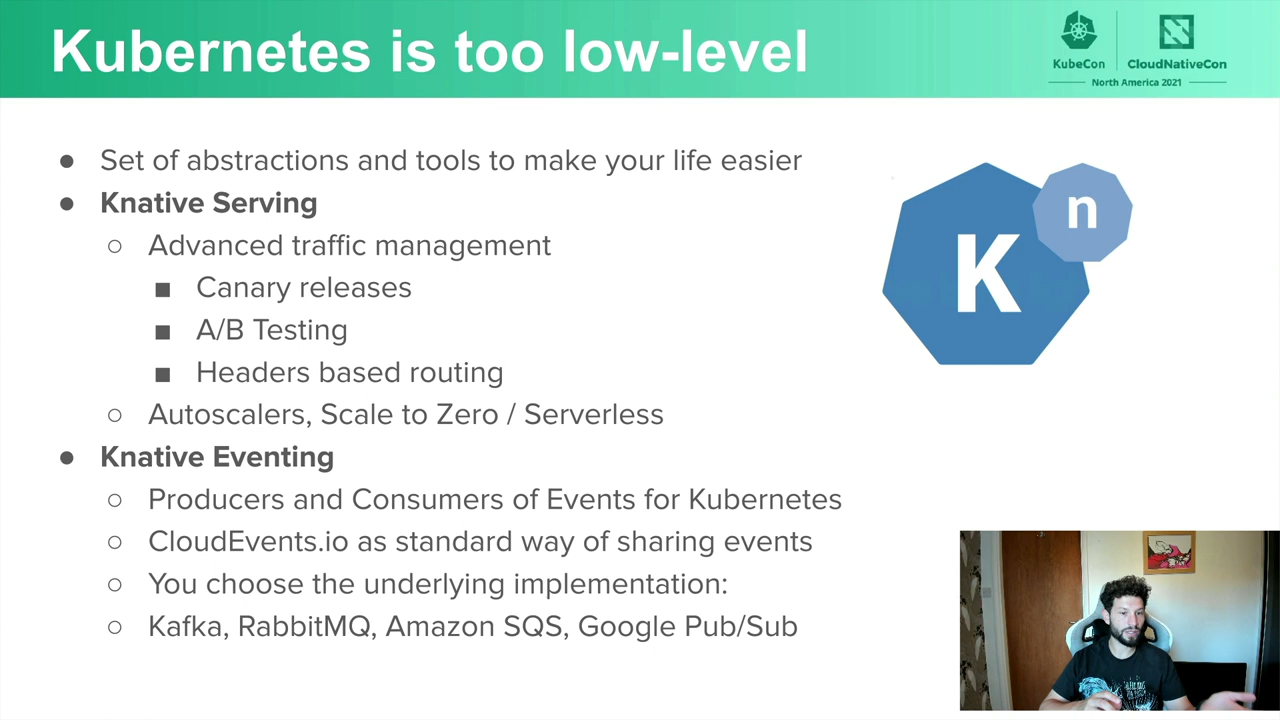 Kubernetes is too low-level
KubeCon
CloudNativeCon
North America 2021
● Set of abstractions and tools to make your life easier
● Knative Serving
○ Advanced traffic management
■ Canary releases
■ A/B Testing
■ Headers based routing
○ Autoscalers, Scale to Zero / Serverless
● Knative Eventing
○ Producers and Consumers of Events for Kubernetes
○ CloudEvents.io as standard way of sharing events
○ You choose the underlying implementation:
○ Kafka, RabbitMQ, Amazon SQS, Google Pub/Sub
K
n